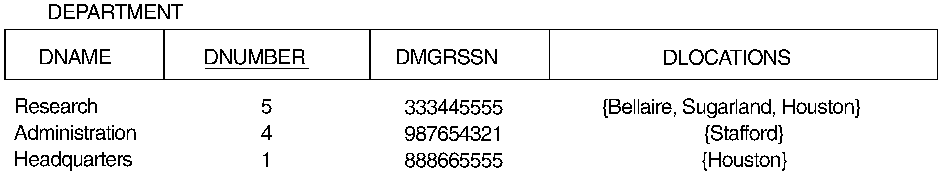 DEPARTMENT
DNAME DNUMBER DMGRSSN DLOCATIONS
Research 5 333445555 {Bellaire, Sugarland, Houston}
Administration 4 987654321 {Stafford}
Headquarters 1 888665555 {Houston}